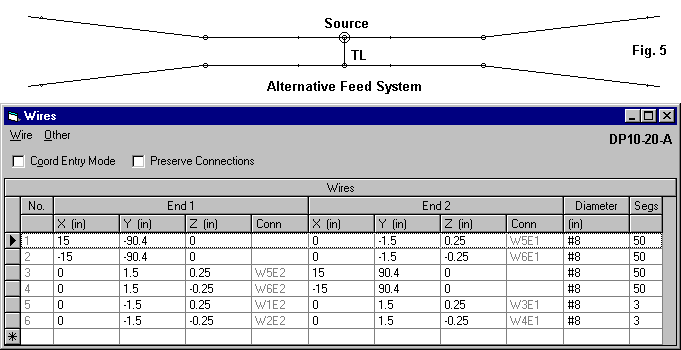 Source
TL
Fig. 5
Alternative Feed System
Wires
Wire Other
DP10-20-A
Coord Entry Mode Preserve Connections
Wires
No. End 1 End 2 Diameter Segs
X (in) Y (in) Z (in) Conn X (in) Y (in) Z (in) Conn (in)
1 15 -90.4 0 0 -1.5 0.25 W5E1 #8 50
2 -15 -90.4 0 0 -1.5 -0.25 W6E1 #8 50
3 0 1.5 0.25 W5E2 15 90.4 0 #8 50
4 0 1.5 -0.25 W6E2 -15 90.4 0 #8 50
5 0 -1.5 0.25 W1E2 0 1.5 0.25 W3E1 #8 3
6 0 -1.5 -0.25 W2E2 0 1.5 -0.25 W4E1 #8 3